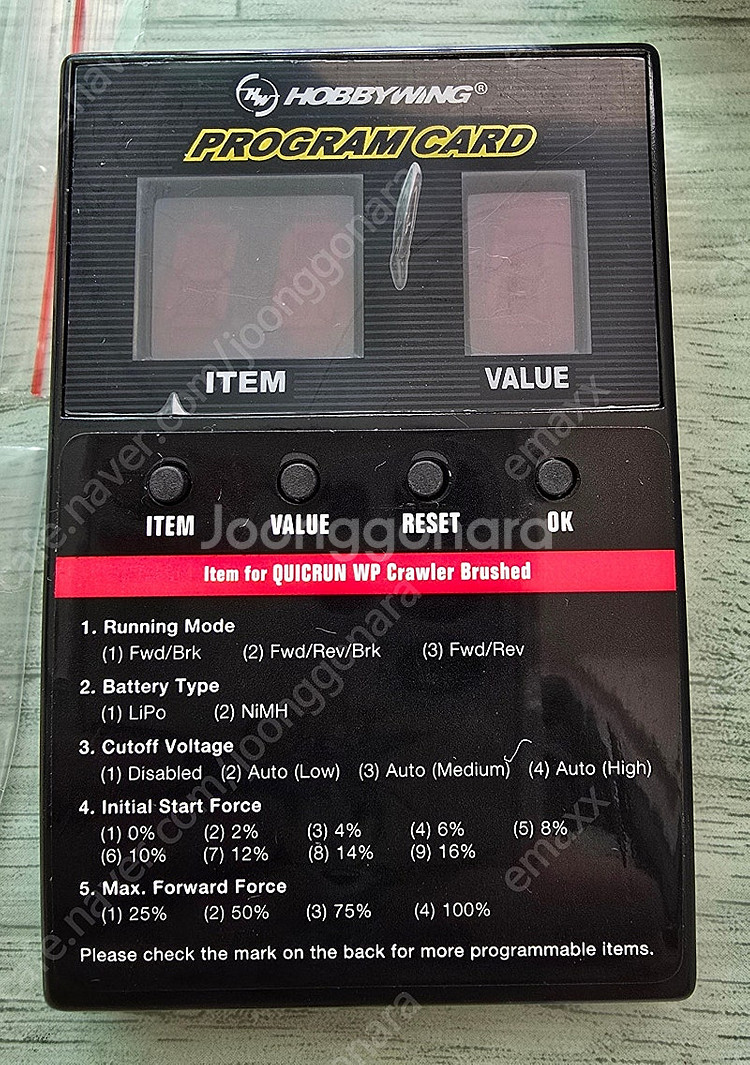 HW HOBBYWING®
PROGRAM CARD
ITEM VALUE
ITEM VALUE RESET OK
Joonggonara
emaxx
Item for QUICRUN WP Crawler Brushed
1. Running Mode
(1) Fwd/Brk (2) Fwd/Rev/Brk (3) Fwd/Rev
2. Battery Type
(1) LiPo (2) NiMH
3. Cutoff Voltage
(1) Disabled (2) Auto (Low) (3) Auto (Medium) (4) Auto (High)
4. Initial Start Force
(1) 0% (2) 2% (3) 4% (4) 6% (5) 8%
(6) 10% (7) 12% (8) 14% (9) 16%
5. Max. Forward Force
(1) 25% (2) 50% (3) 75% (4) 100%
Please check the mark on the back for more programmable items.
emaxx